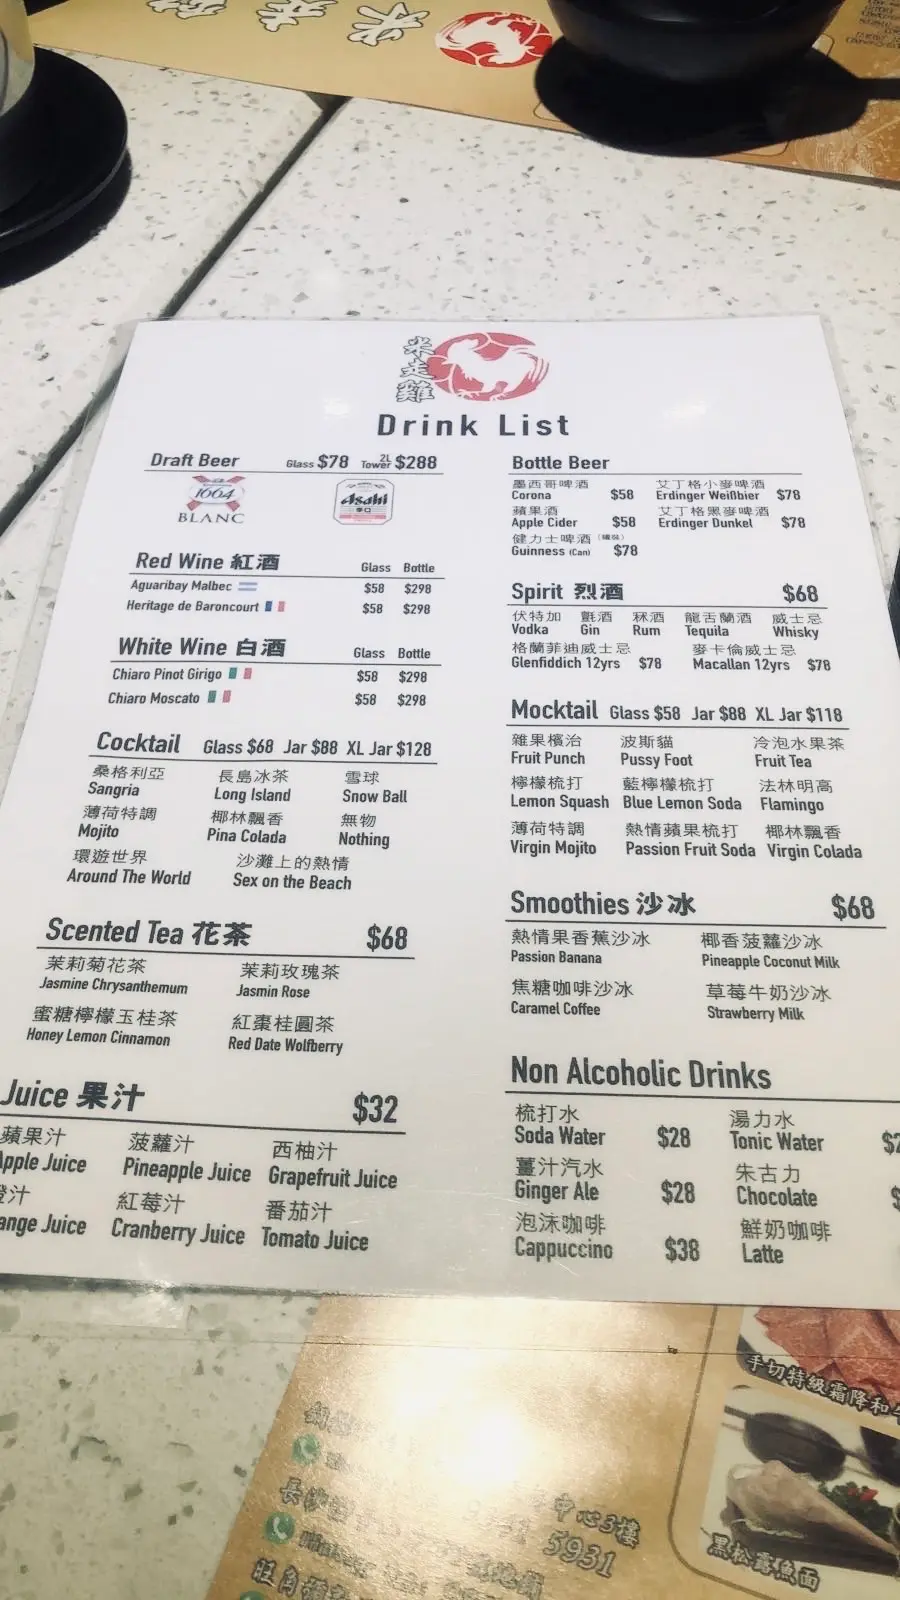 米走雞
Drink List
Draft Beer Glass $78 2L Tower $288
1664 BLANC
Asahi
Red Wine 紅酒 Glass Bottle
Aguaribay Malbec $58 $298
Heritage de Baroncourt $58 $298
White Wine 白酒 Glass Bottle
Chiaro Pinot Girigo $58 $298
Chiaro Moscato $58 $298
Cocktail Glass $68 Jar $88 XL Jar $128
桑格利亞 長島冰茶 雪球
Sangria Long Island Snow Ball
薄荷特調 椰林飄香 無物
Mojito Pina Colada Nothing
環遊世界 沙灘上的熱情
Around The World Sex on the Beach
Scented Tea 花茶 $68
茉莉菊花茶 茉莉玫瑰茶
Jasmine Chrysanthemum Jasmin Rose
蜜糖檸檬玉桂茶 紅棗桂圓茶
Honey Lemon Cinnamon Red Date Wolfberry
Juice 果汁 $32
蘋果汁 菠蘿汁 西柚汁
Apple Juice Pineapple Juice Grapefruit Juice
橙汁 紅莓汁 番茄汁
ange Juice Cranberry Juice Tomato Juice
Bottle Beer
墨西哥啤酒 艾丁格小麥啤酒
Corona $58 Erdinger Weißbier $78
蘋果酒 艾丁格黑麥啤酒
Apple Cider $58 Erdinger Dunkel $78
健力士啤酒 (罐裝)
Guinness (Can) $78
Spirit 烈酒 $68
伏特加 氈酒 冧酒 龍舌蘭酒 威士忌
Vodka Gin Rum Tequila Whisky
格蘭菲迪威士忌 麥卡倫威士忌
Glenfiddich 12yrs $78 Macallan 12yrs $78
Mocktail Glass $58 Jar $88 XL Jar $118
雜果檳治 波斯貓 冷泡水果茶
Fruit Punch Pussy Foot Fruit Tea
檸檬梳打 藍檸檬梳打 法林明高
Lemon Squash Blue Lemon Soda Flamingo
薄荷特調 熱情蘋果梳打 椰林飄香
Virgin Mojito Passion Fruit Soda Virgin Colada
Smoothies 沙冰 $68
熱情果香蕉沙冰 椰香菠蘿沙冰
Passion Banana Pineapple Coconut Milk
焦糖咖啡沙冰 草莓牛奶沙冰
Caramel Coffee Strawberry Milk
Non Alcoholic Drinks
梳打水 湯力水
Soda Water $28 Tonic Water $2
薑汁汽水 朱古力
Ginger Ale $28 Chocolate $
泡沫咖啡 鮮奶咖啡
Cappuccino $38 Latte
手切特級霜降和牛
中心3樓
5931
黑松露魚面
旺角